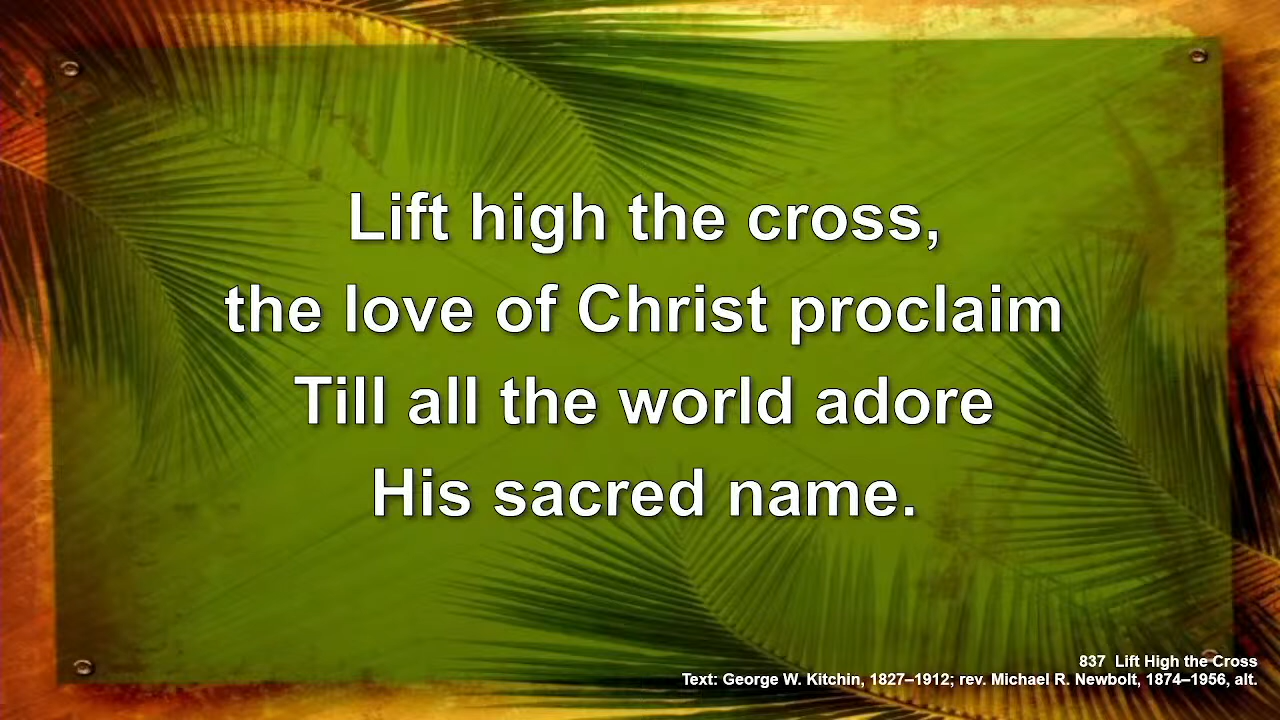 Lift high the cross,
the love of Christ proclaim
Till all the world adore
His sacred name.
837  Lift High the Cross
Text: George W. Kitchin, 1827–1912; rev. Michael R. Newbolt, 1874–1956, alt.